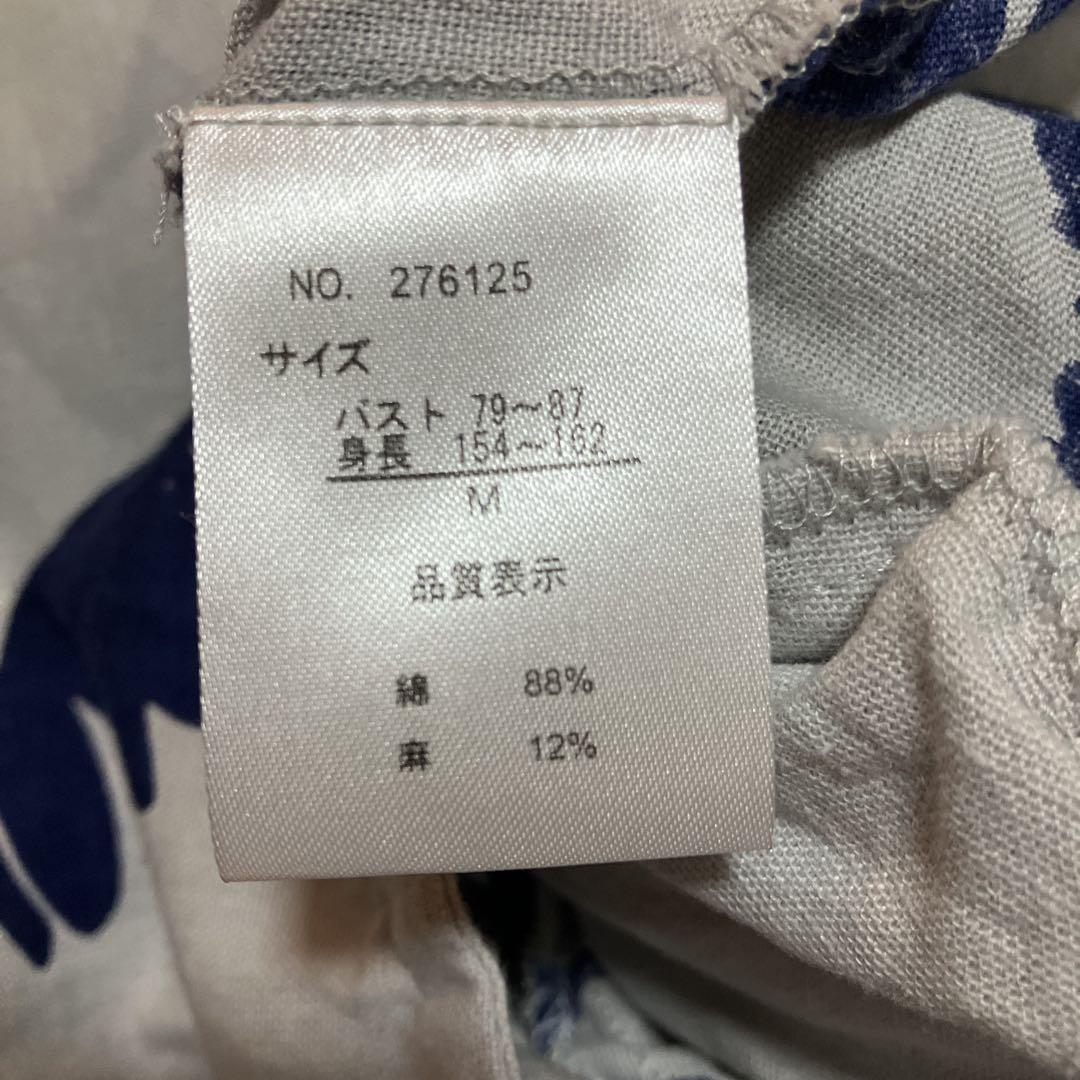 NO. 276125
サイズ
バスト 79～87
身長 154～162
M
品質表示
綿 88%
麻 12%